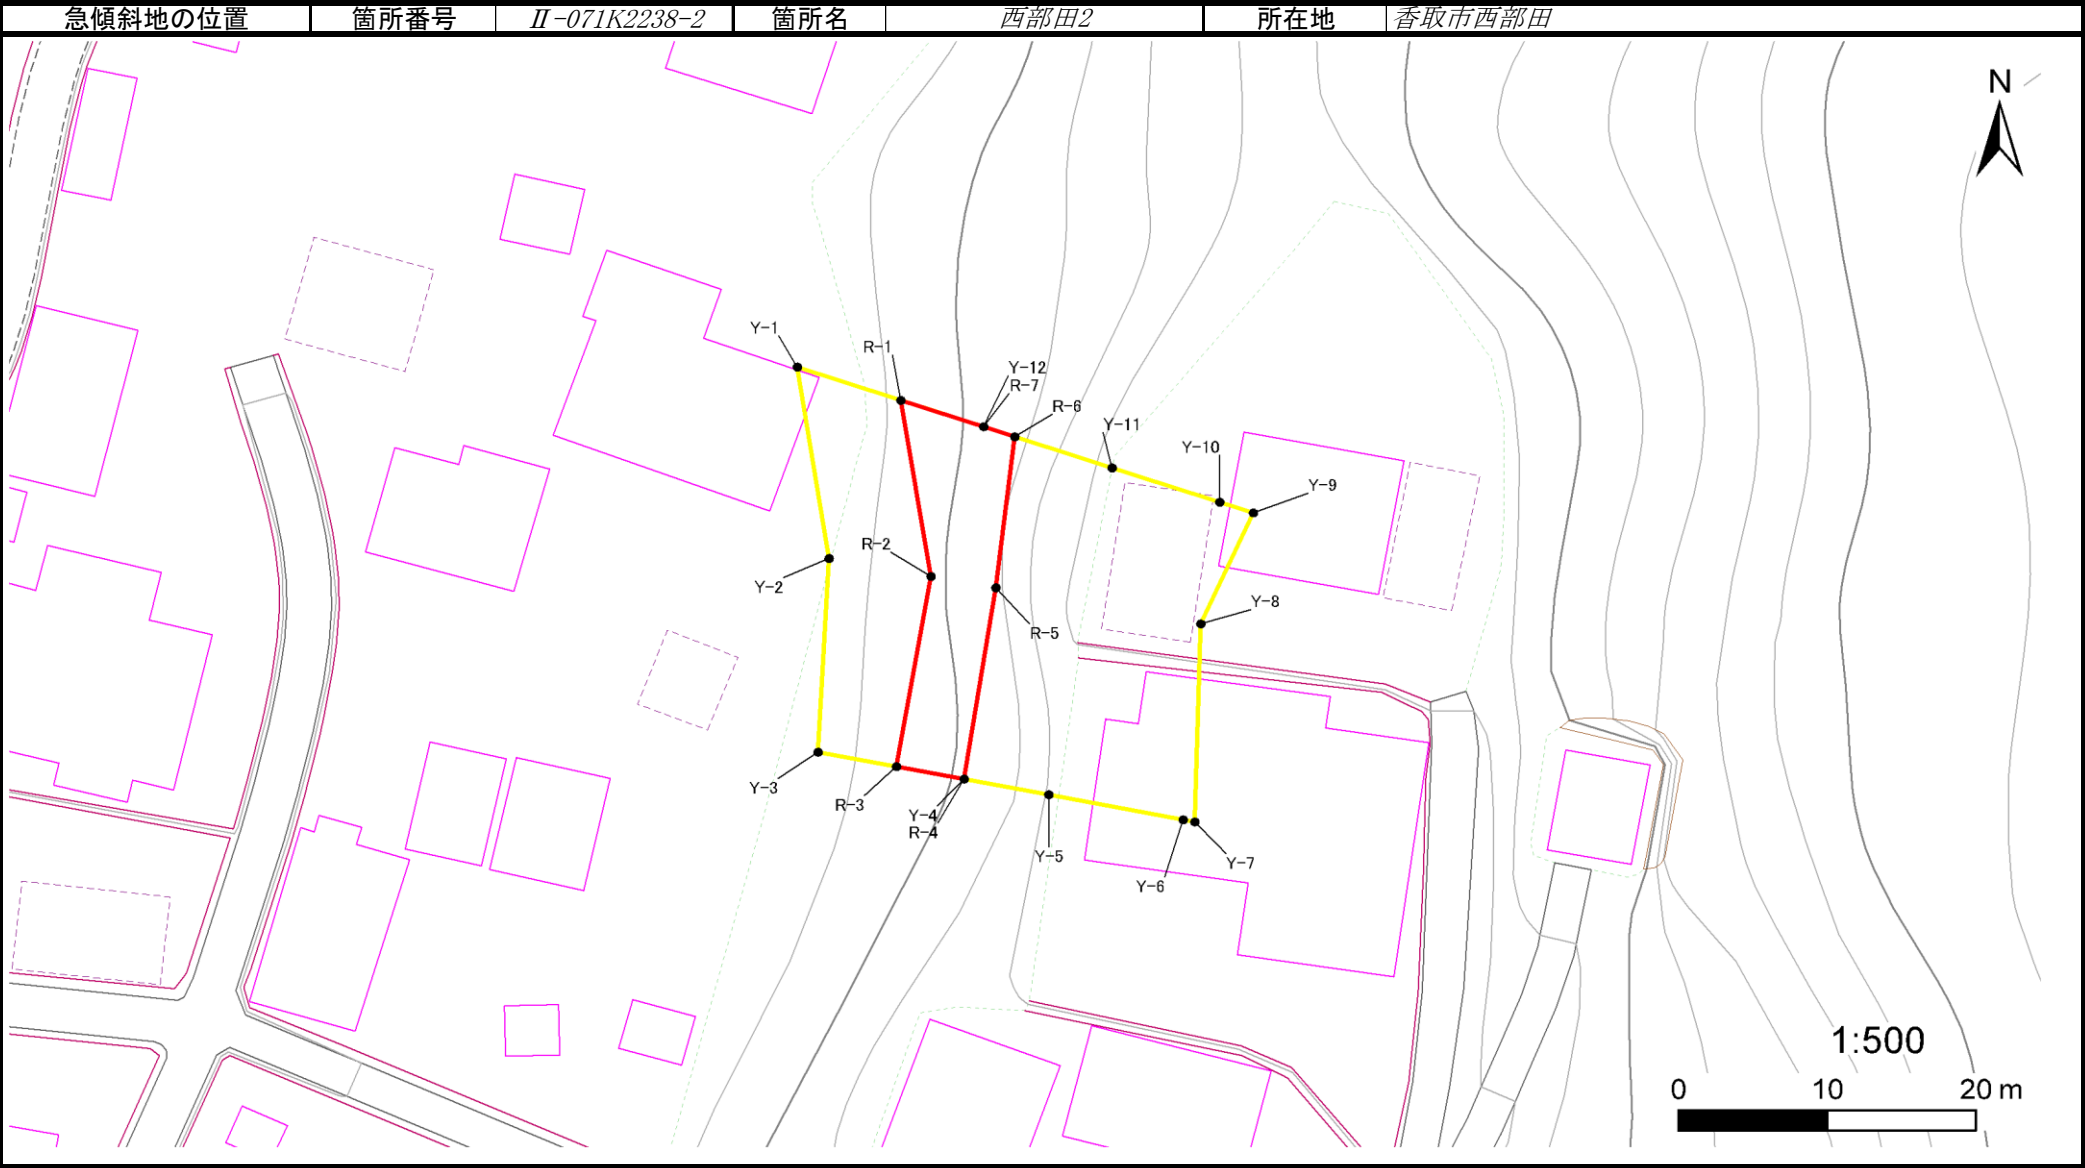 急傾斜地の位置 箇所番号 Ⅱ-071K2238-2 箇所名 西部田2 所在地 香取市西部田
N
Y-1
R-1
Y-12
R-7
R-6
Y-11
Y-10
Y-9
R-2
Y-2
Y-8
R-5
Y-3
R-3
Y-4
R-4
Y-5
Y-7
Y-6
1:500
0 10 20 m